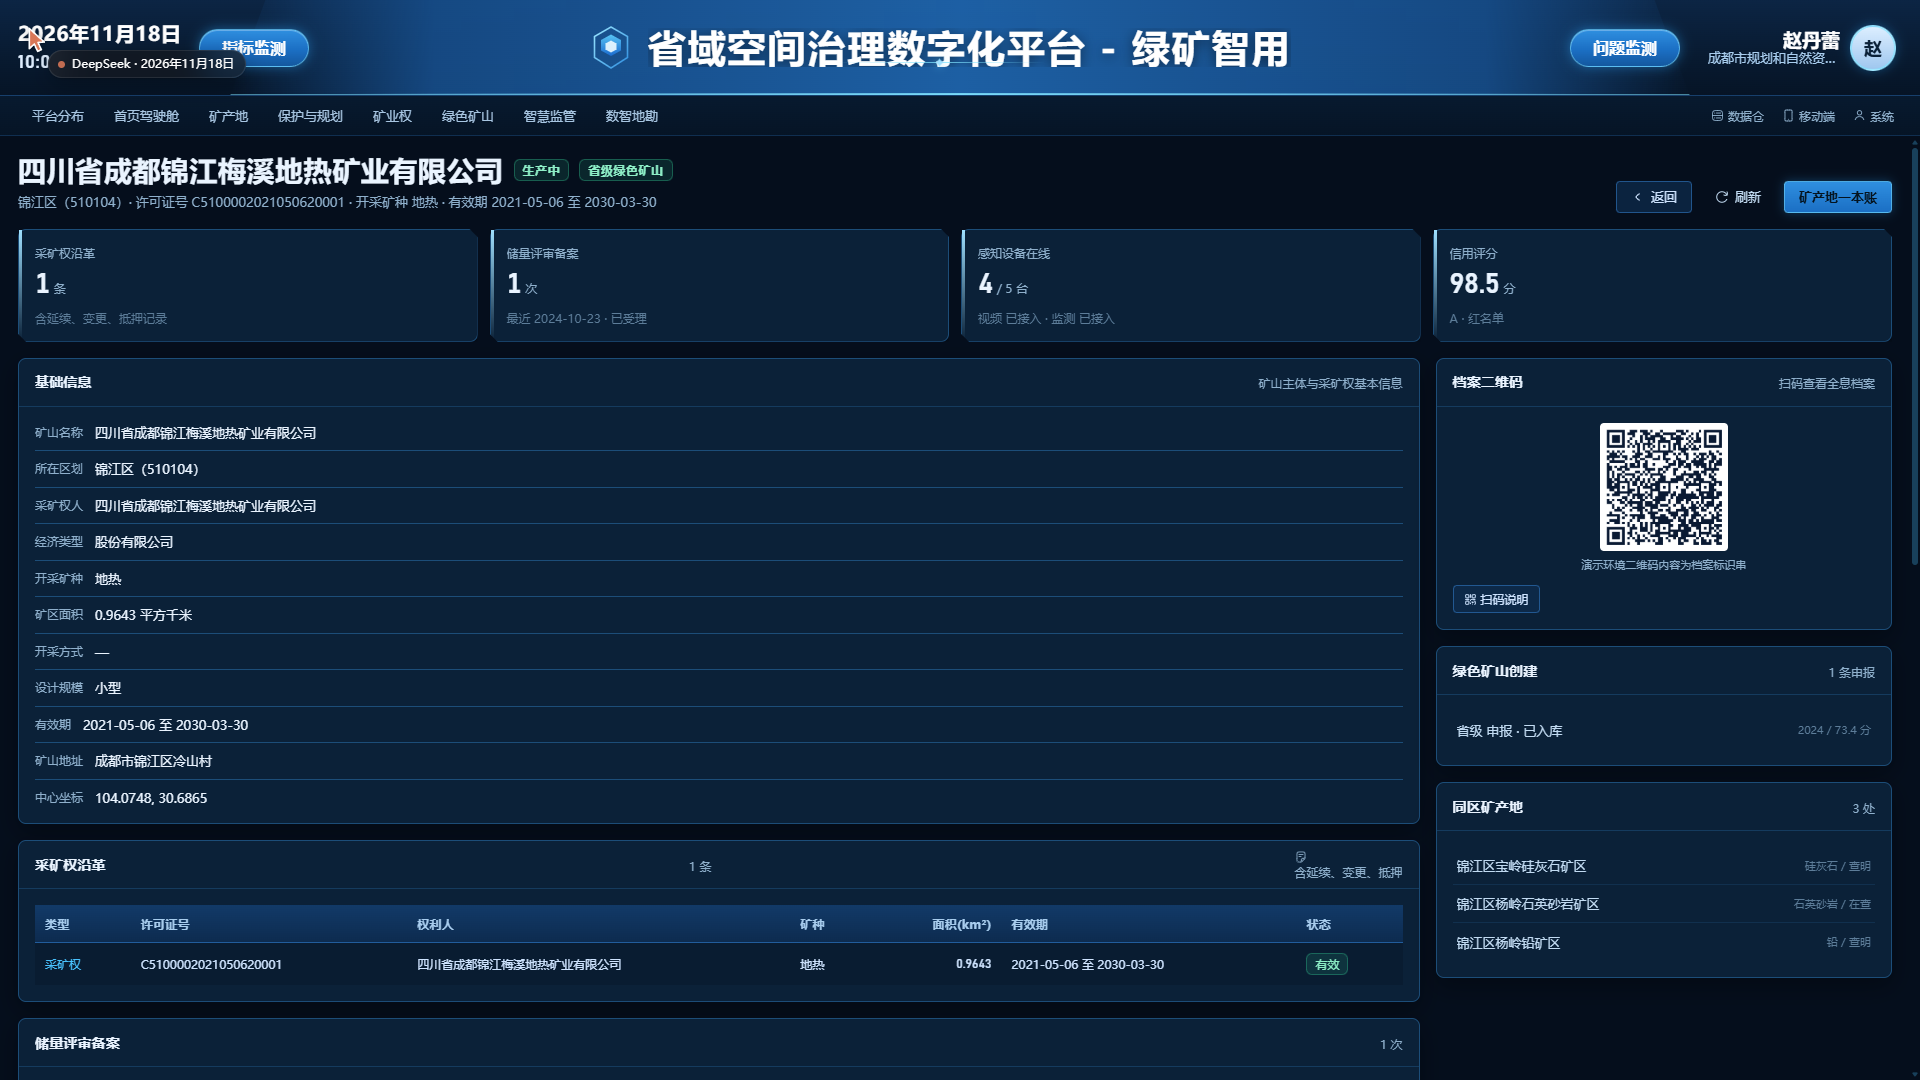 2026年11月18日
10:0
DeepSeek · 2026年11月18日
指标监测
省域空间治理数字化平台 - 绿矿智用
问题监测
赵丹蕾
成都市规划和自然资...
赵
平台分布 首页驾驶舱 矿产地 保护与规划 矿业权 绿色矿山 智慧监管 数智地勘
数据仓 移动端 系统
四川省成都锦江梅溪地热矿业有限公司 生产中 省级绿色矿山
锦江区（510104）· 许可证号 C5100002021050620001 · 开采矿种 地热 · 有效期 2021-05-06 至 2030-03-30
返回 刷新 矿产地一本账
采矿权沿革
1 条
含延续、变更、抵押记录
储量评审备案
1 次
最近 2024-10-23 · 已受理
感知设备在线
4 / 5 台
视频 已接入 · 监测 已接入
信用评分
98.5 分
A · 红名单
基础信息 矿山主体与采矿权基本信息
矿山名称 四川省成都锦江梅溪地热矿业有限公司
所在区划 锦江区（510104）
采矿权人 四川省成都锦江梅溪地热矿业有限公司
经济类型 股份有限公司
开采矿种 地热
矿区面积 0.9643 平方千米
开采方式 —
设计规模 小型
有效期 2021-05-06 至 2030-03-30
矿山地址 成都市锦江区冷山村
中心坐标 104.0748, 30.6865
采矿权沿革 1 条 含延续、变更、抵押
类型 许可证号 权利人 矿种 面积(km²) 有效期 状态
采矿权 C5100002021050620001 四川省成都锦江梅溪地热矿业有限公司 地热 0.9643 2021-05-06 至 2030-03-30 有效
储量评审备案 1 次
档案二维码 扫码查看全息档案
演示环境二维码内容为档案标识串
扫码说明
绿色矿山创建 1 条申报
省级 申报 · 已入库 2024 / 73.4 分
同区矿产地 3 处
锦江区宝岭硅灰石矿区 硅灰石 / 查明
锦江区杨岭石英砂岩矿区 石英砂岩 / 在查
锦江区杨岭铅矿区 铅 / 查明